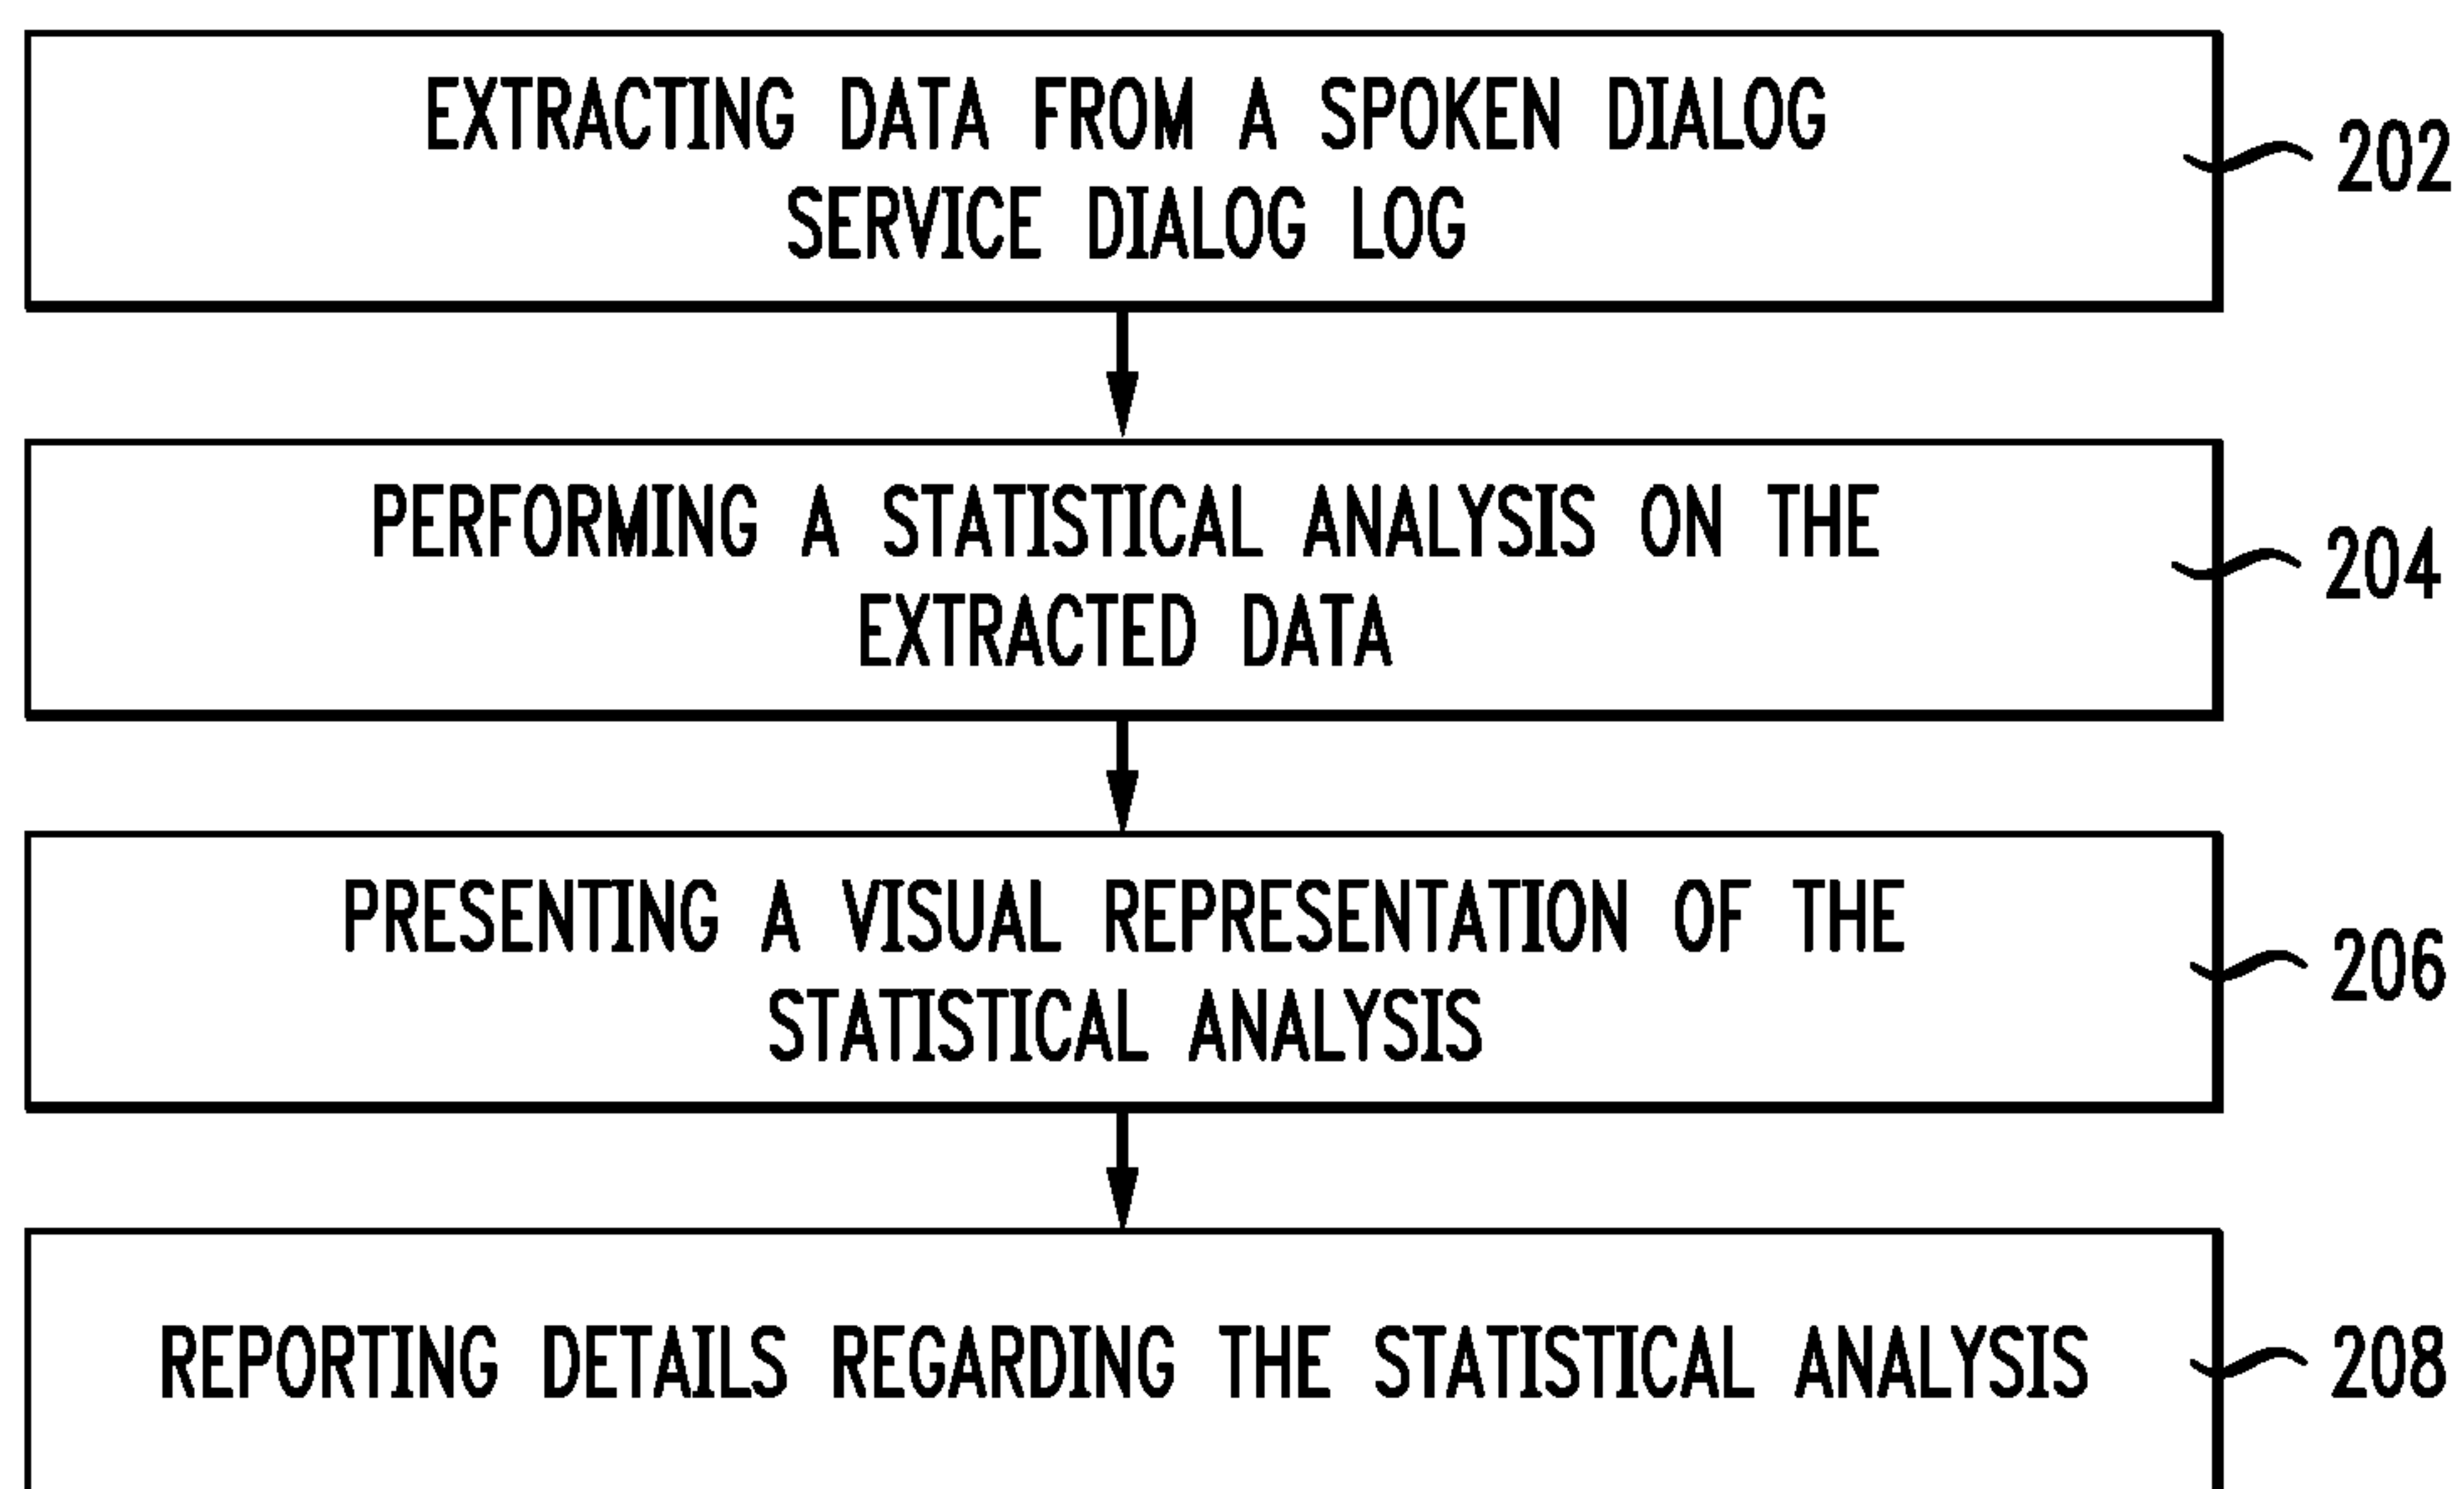 EXTRACTING DATA FROM A SPOKEN DIALOG
SERVICE DIALOG LOG
202
PERFORMING A STATISTICAL ANALYSIS ON THE
EXTRACTED DATA
204
PRESENTING A VISUAL REPRESENTATION OF THE
STATISTICAL ANALYSIS
206
REPORTING DETAILS REGARDING THE STATISTICAL ANALYSIS
208